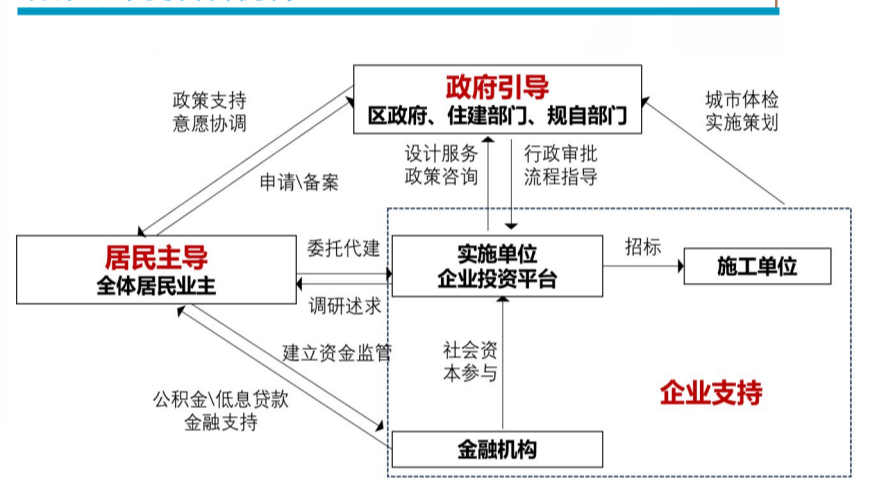 政府引导
区政府、住建部门、规自部门
政策支持
意愿协调
城市体检
实施策划
申请\备案
设计服务
政策咨询
行政审批
流程指导
居民主导
全体居民业主
委托代建
调研述求
实施单位
企业投资平台
招标
施工单位
建立资金监管
社会资
本参与
公积金\低息贷款
金融支持
企业支持
金融机构